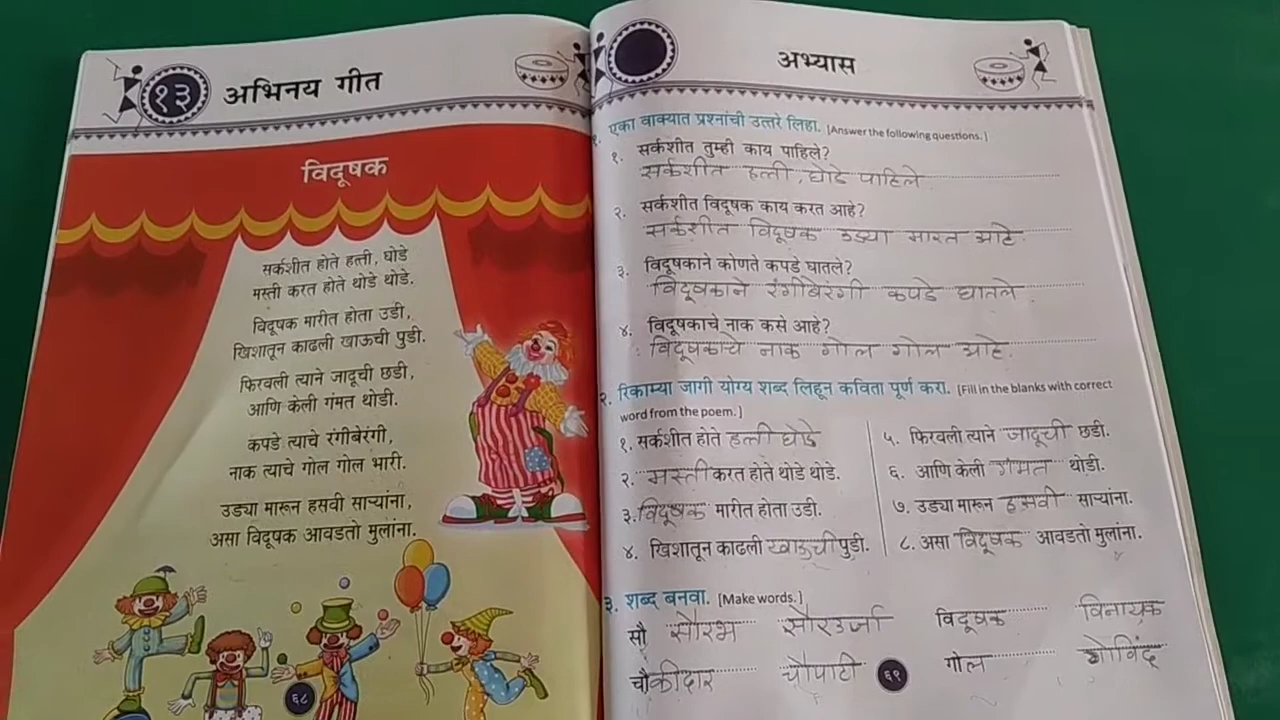 १३ अभिनय गीत
विदूषक
सर्कशीत होते हत्ती, घोडे
मस्ती करत होते थोडे थोडे.
विदूषक मारीत होता उडी,
खिशातून काढली खाऊची पुडी.
फिरवली त्याने जादूची छडी,
आणि केली गंमत थोडी.
कपडे त्याचे रंगीबेरंगी,
नाक त्याचे गोल गोल भारी.
उड्या मारून हसवी साऱ्यांना,
असा विदूषक आवडतो मुलांना.
६८
अभ्यास
१. एका वाक्यात प्रश्नांची उत्तरे लिहा. [Answer the following questions.]
१. सर्कशीत तुम्ही काय पाहिले?
सर्कशीत हत्ती, घोडे पाहिले
२. सर्कशीत विदूषक काय करत आहे?
सर्कशीत विदूषक उड्या मारत आहे.
३. विदूषकाने कोणते कपडे घातले?
विदूषकाने रंगीबेरंगी कपडे घातले.
४. विदूषकाचे नाक कसे आहे?
विदूषकाचे नाक गोल गोल आहे.
२. रिकाम्या जागी योग्य शब्द लिहून कविता पूर्ण करा. [Fill in the blanks with correct
word from the poem.]
१. सर्कशीत होते हत्ती घोडे
२. मस्ती करत होते थोडे थोडे.
३. विदूषक मारीत होता उडी.
४. खिशातून काढली खाऊची पुडी.
५. फिरवली त्याने जादूची छडी.
६. आणि केली गंमत थोडी.
७. उड्या मारून हसवी साऱ्यांना.
८. असा विदूषक आवडतो मुलांना.
३. शब्द बनवा. [Make words.]
सौ सौरभ सौरउर्जा विदूषक विनायक
चौकीदार चौपाटी गोल गोविंद
६९